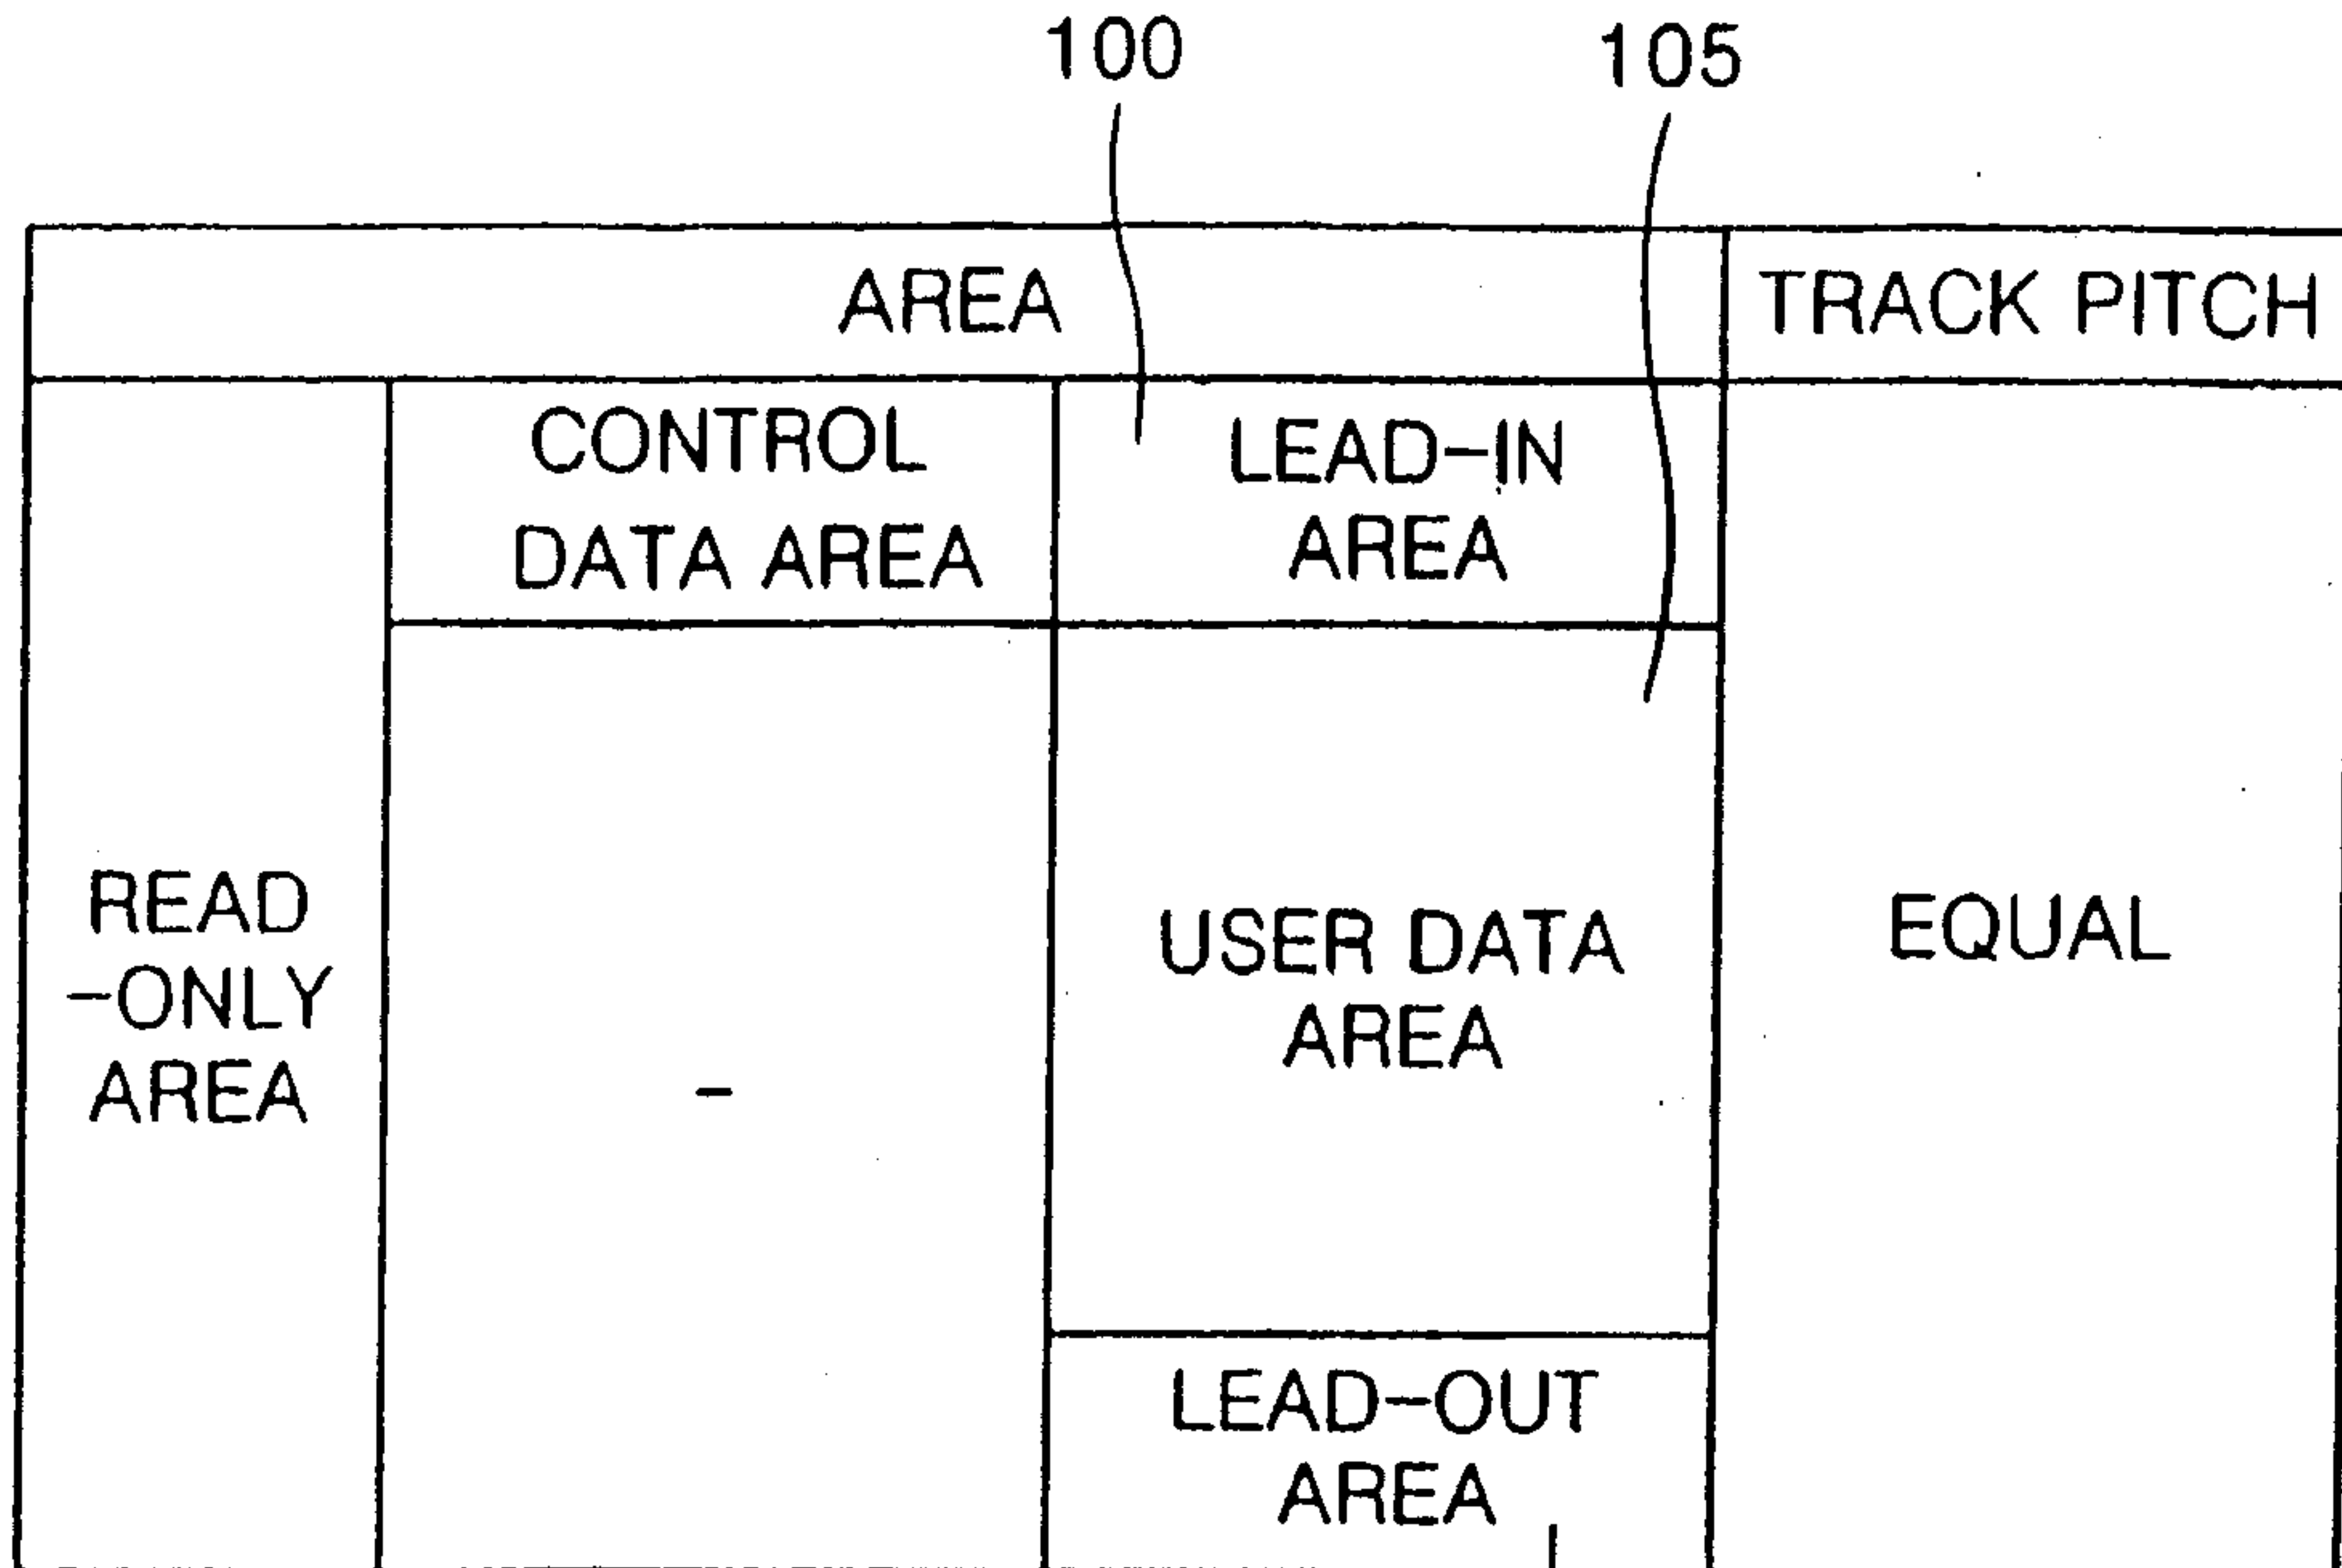 100
105
AREA
TRACK PITCH
CONTROL
DATA AREA
LEAD-IN
AREA
READ
-ONLY
AREA
-
USER DATA
AREA
EQUAL
LEAD-OUT
AREA